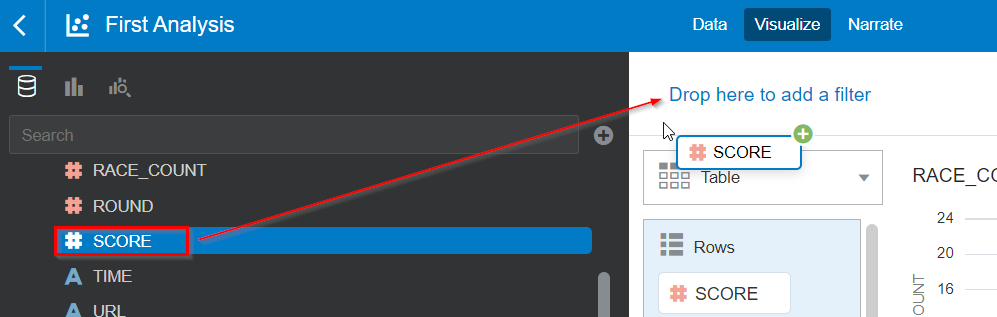 First Analysis
Data
Visualize
Narrate
Drop here to add a filter
Search
SCORE
RACE_COUNT
Table
RACE_CO
ROUND
24
SCORE
Rows
20
TIME
SCORE
16
URL
OUNT